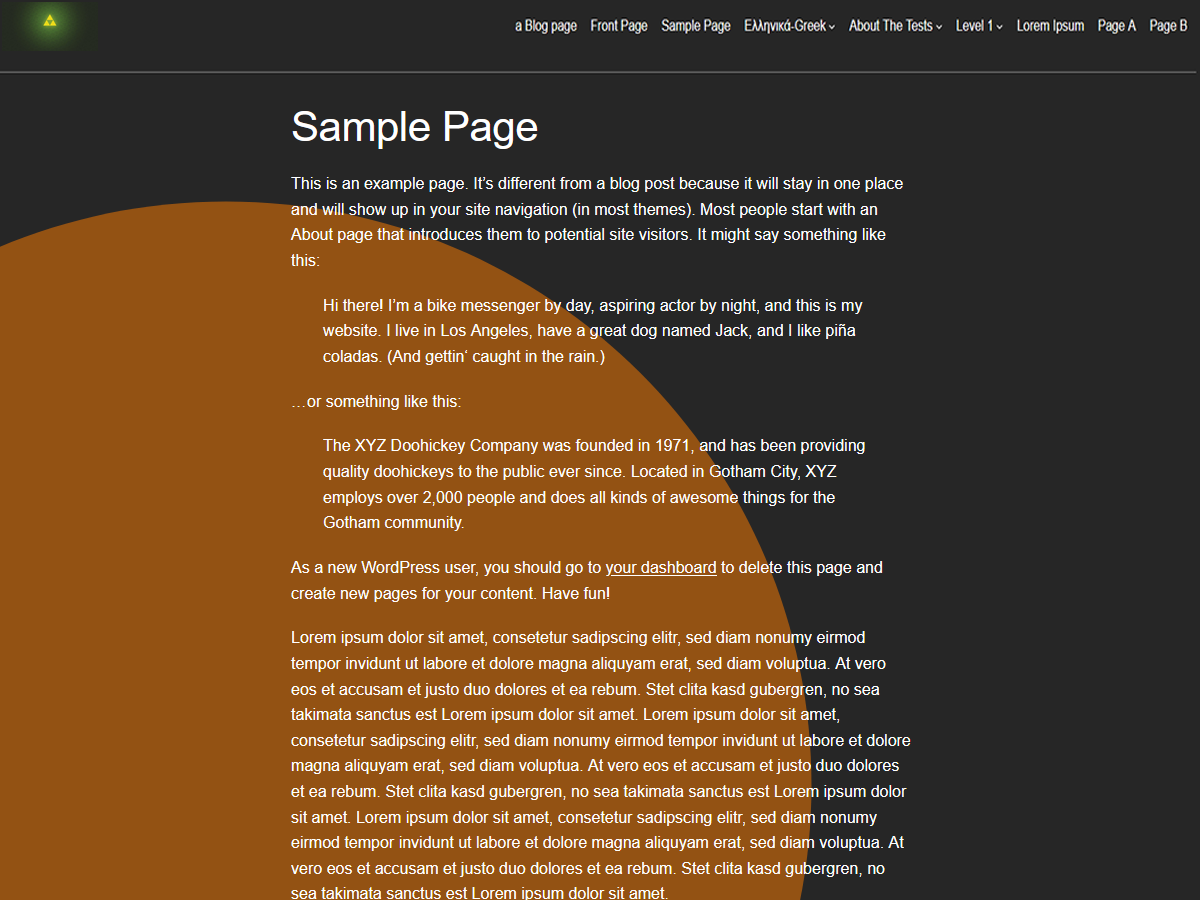 a Blog page Front Page Sample Page Ελληνικά-Greek About The Tests Level 1 Lorem Ipsum Page A Page B
Sample Page
This is an example page. It’s different from a blog post because it will stay in one place
and will show up in your site navigation (in most themes). Most people start with an
About page that introduces them to potential site visitors. It might say something like
this:
Hi there! I’m a bike messenger by day, aspiring actor by night, and this is my
website. I live in Los Angeles, have a great dog named Jack, and I like piña
coladas. (And gettin‘ caught in the rain.)
…or something like this:
The XYZ Doohickey Company was founded in 1971, and has been providing
quality doohickeys to the public ever since. Located in Gotham City, XYZ
employs over 2,000 people and does all kinds of awesome things for the
Gotham community.
As a new WordPress user, you should go to your dashboard to delete this page and
create new pages for your content. Have fun!
Lorem ipsum dolor sit amet, consetetur sadipscing elitr, sed diam nonumy eirmod
tempor invidunt ut labore et dolore magna aliquyam erat, sed diam voluptua. At vero
eos et accusam et justo duo dolores et ea rebum. Stet clita kasd gubergren, no sea
takimata sanctus est Lorem ipsum dolor sit amet. Lorem ipsum dolor sit amet,
consetetur sadipscing elitr, sed diam nonumy eirmod tempor invidunt ut labore et dolore
magna aliquyam erat, sed diam voluptua. At vero eos et accusam et justo duo dolores
et ea rebum. Stet clita kasd gubergren, no sea takimata sanctus est Lorem ipsum dolor
sit amet. Lorem ipsum dolor sit amet, consetetur sadipscing elitr, sed diam nonumy
eirmod tempor invidunt ut labore et dolore magna aliquyam erat, sed diam voluptua. At
vero eos et accusam et justo duo dolores et ea rebum. Stet clita kasd gubergren, no
sea takimata sanctus est Lorem ipsum dolor sit amet.